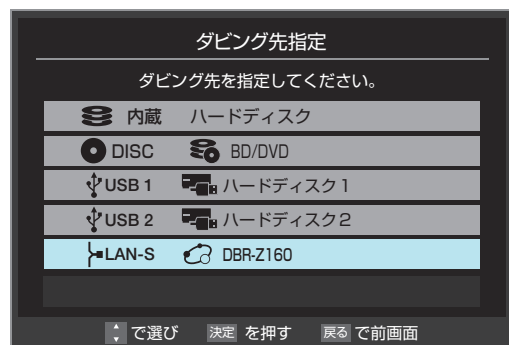 ダビング先指定
ダビング先を指定してください。
内蔵 ハードディスク
DISC BD/DVD
USB 1 ハードディスク1
USB 2 ハードディスク2
LAN-S DBR-Z160
で選び 決定 を押す 戻る で前画面